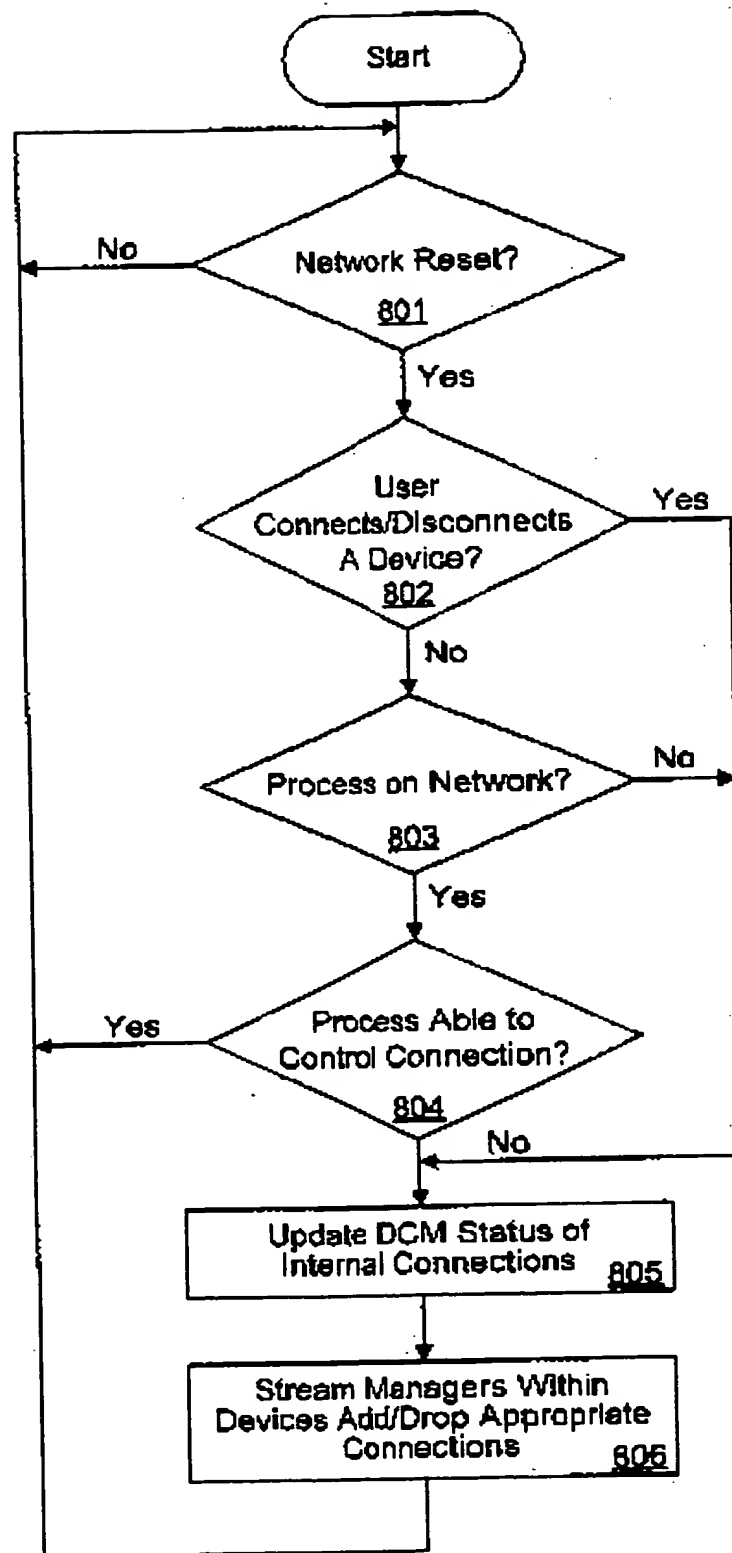 Start
No
Network Reset?
801
Yes
User
Connects/Disconnects
A Device?
802
Yes
No
Process on Network?
803
No
Yes
Yes
Process Able to
Control Connection?
804
No
Update DCM Status of
Internal Connections
805
Stream Managers Within
Devices Add/Drop Appropriate
Connections
806